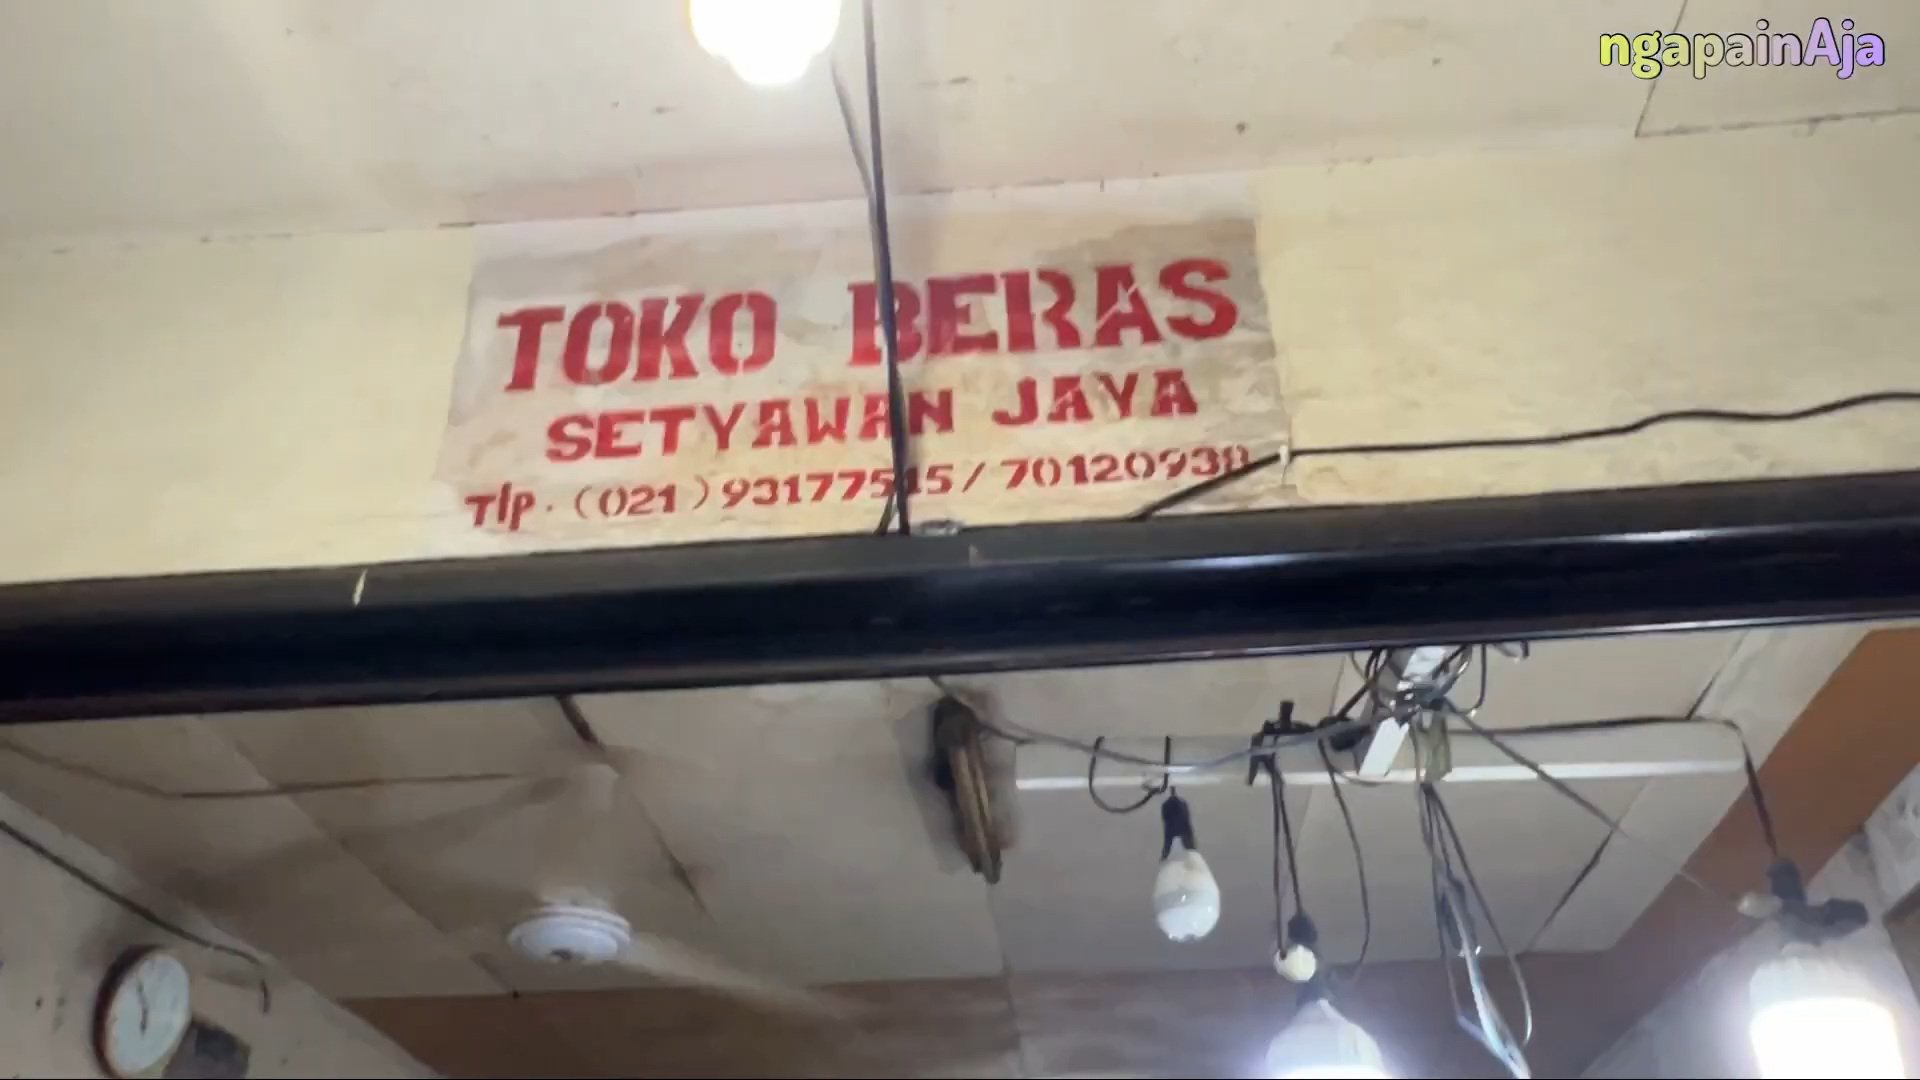 ngapainAja
TOKO BERAS
SETYAWAN JAYA
Tlp. (021) 93177515 / 70120938